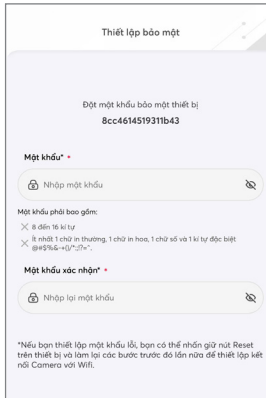 Thiết lập bảo mật
Đặt mật khẩu bảo mật thiết bị
8cc4614519311b43
Mật khẩu* •
Nhập mật khẩu
Mật khẩu phải bao gồm:
8 đến 16 kí tự
Ít nhất 1 chữ in thường, 1 chữ in hoa, 1 chữ số và 1 kí tự đặc biệt
@#$%&-+()/*:;!?=".
Mật khẩu xác nhận* •
Nhập lại mật khẩu
*Nếu bạn thiết lập mật khẩu lỗi, bạn có thể nhấn giữ nút Reset
trên thiết bị và làm lại các bước trước đó lần nữa để thiết lập kết
nối Camera với Wifi.